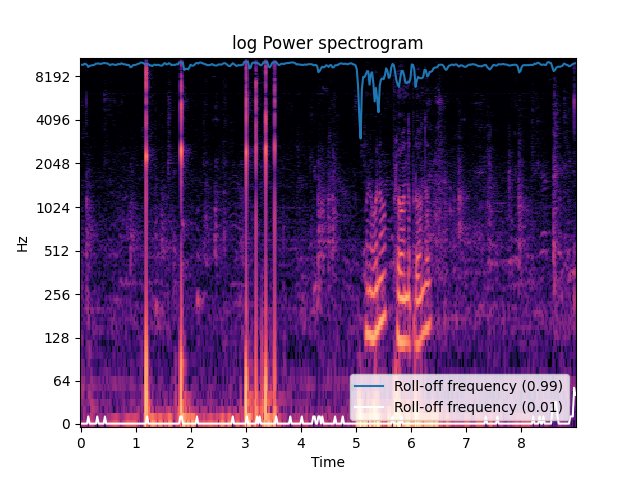 log Power spectrogram
8192
4096
2048
1024
512
256
128
64
0
Hz
Roll-off frequency (0.99)
Roll-off frequency (0.01)
0 1 2 3 4 5 6 7 8
Time